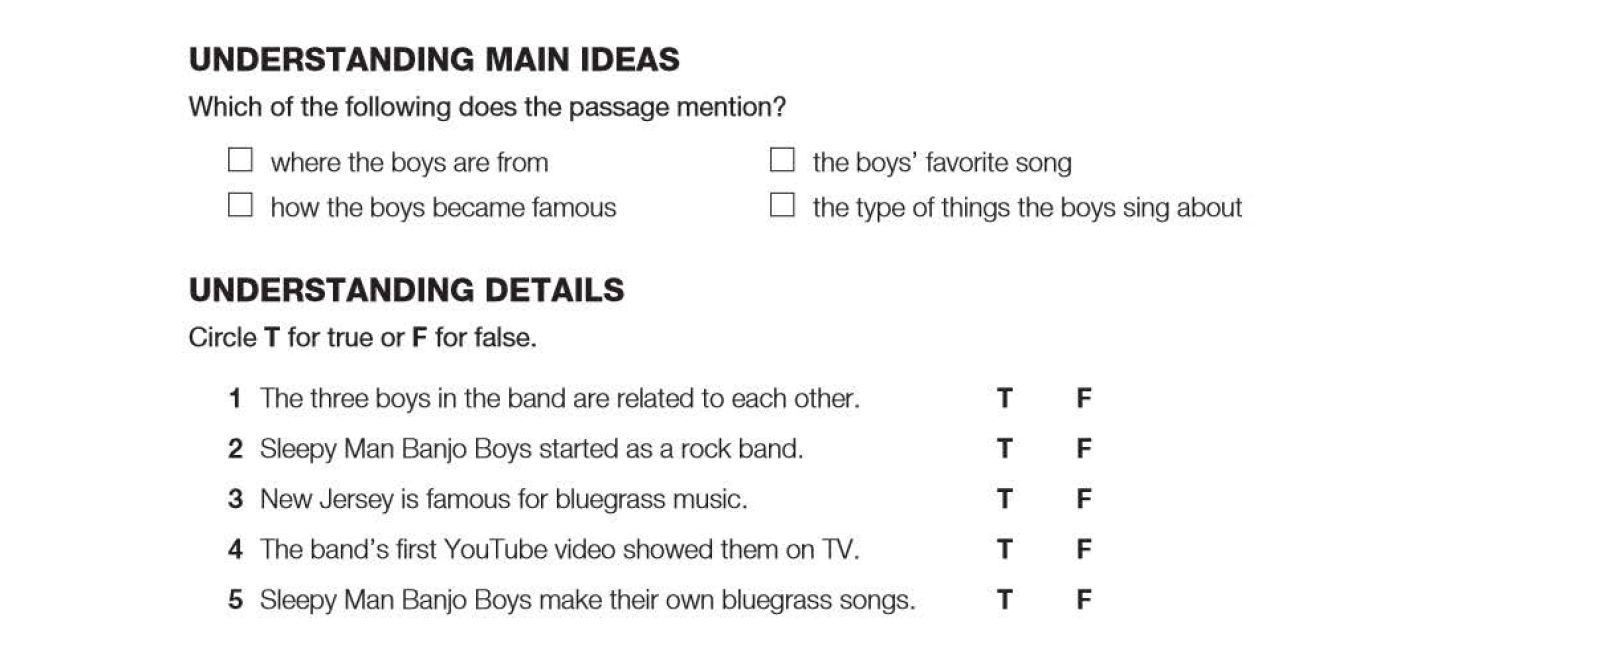 UNDERSTANDING MAIN IDEAS
Which of the following does the passage mention?
where the boys are from
the boys' favorite song
how the boys became famous
the type of things the boys sing about
UNDERSTANDING DETAILS
Circle T for true or F for false.
1 The three boys in the band are related to each other. T F
2 Sleepy Man Banjo Boys started as a rock band. T F
3 New Jersey is famous for bluegrass music. T F
4 The band's first YouTube video showed them on TV. T F
5 Sleepy Man Banjo Boys make their own bluegrass songs. T F